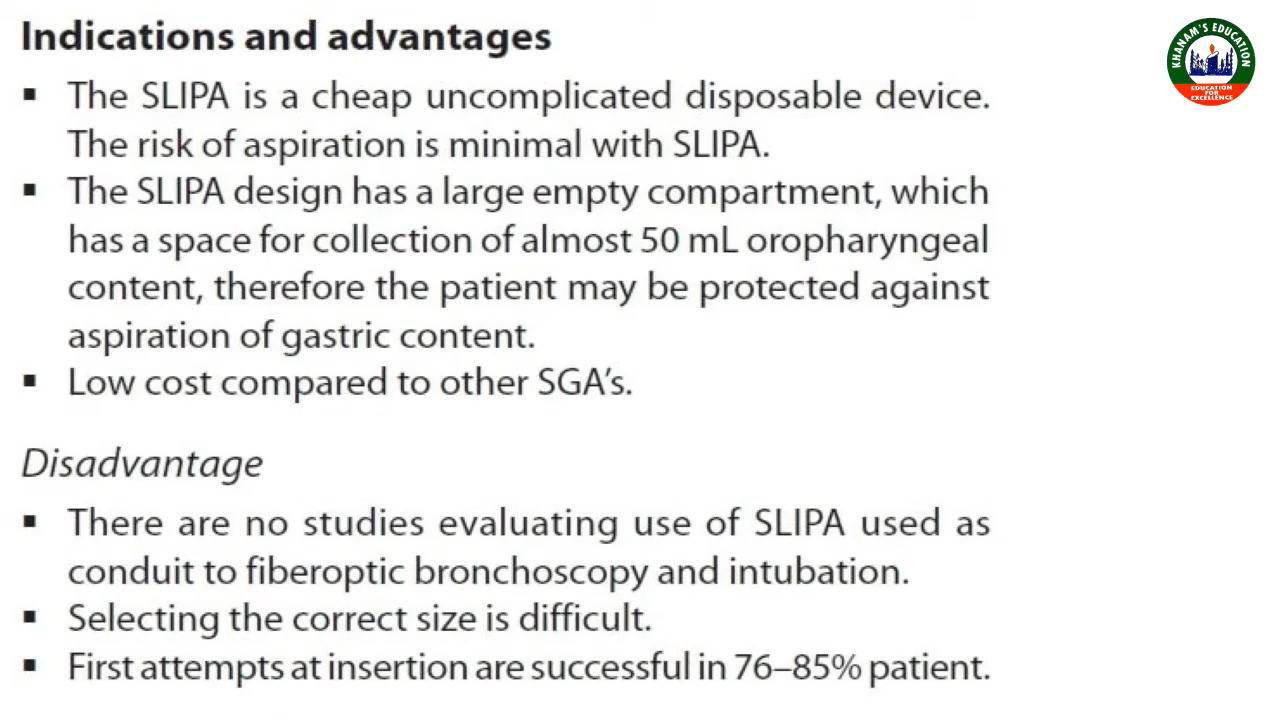 Indications and advantages
▪ The SLIPA is a cheap uncomplicated disposable device.
The risk of aspiration is minimal with SLIPA.
▪ The SLIPA design has a large empty compartment, which
has a space for collection of almost 50 mL oropharyngeal
content, therefore the patient may be protected against
aspiration of gastric content.
▪ Low cost compared to other SGA’s.
Disadvantage
▪ There are no studies evaluating use of SLIPA used as
conduit to fiberoptic bronchoscopy and intubation.
▪ Selecting the correct size is difficult.
▪ First attempts at insertion are successful in 76–85% patient.
KHANAM'S EDUCATION
EDUCATION
FOR
EXCELLENCE